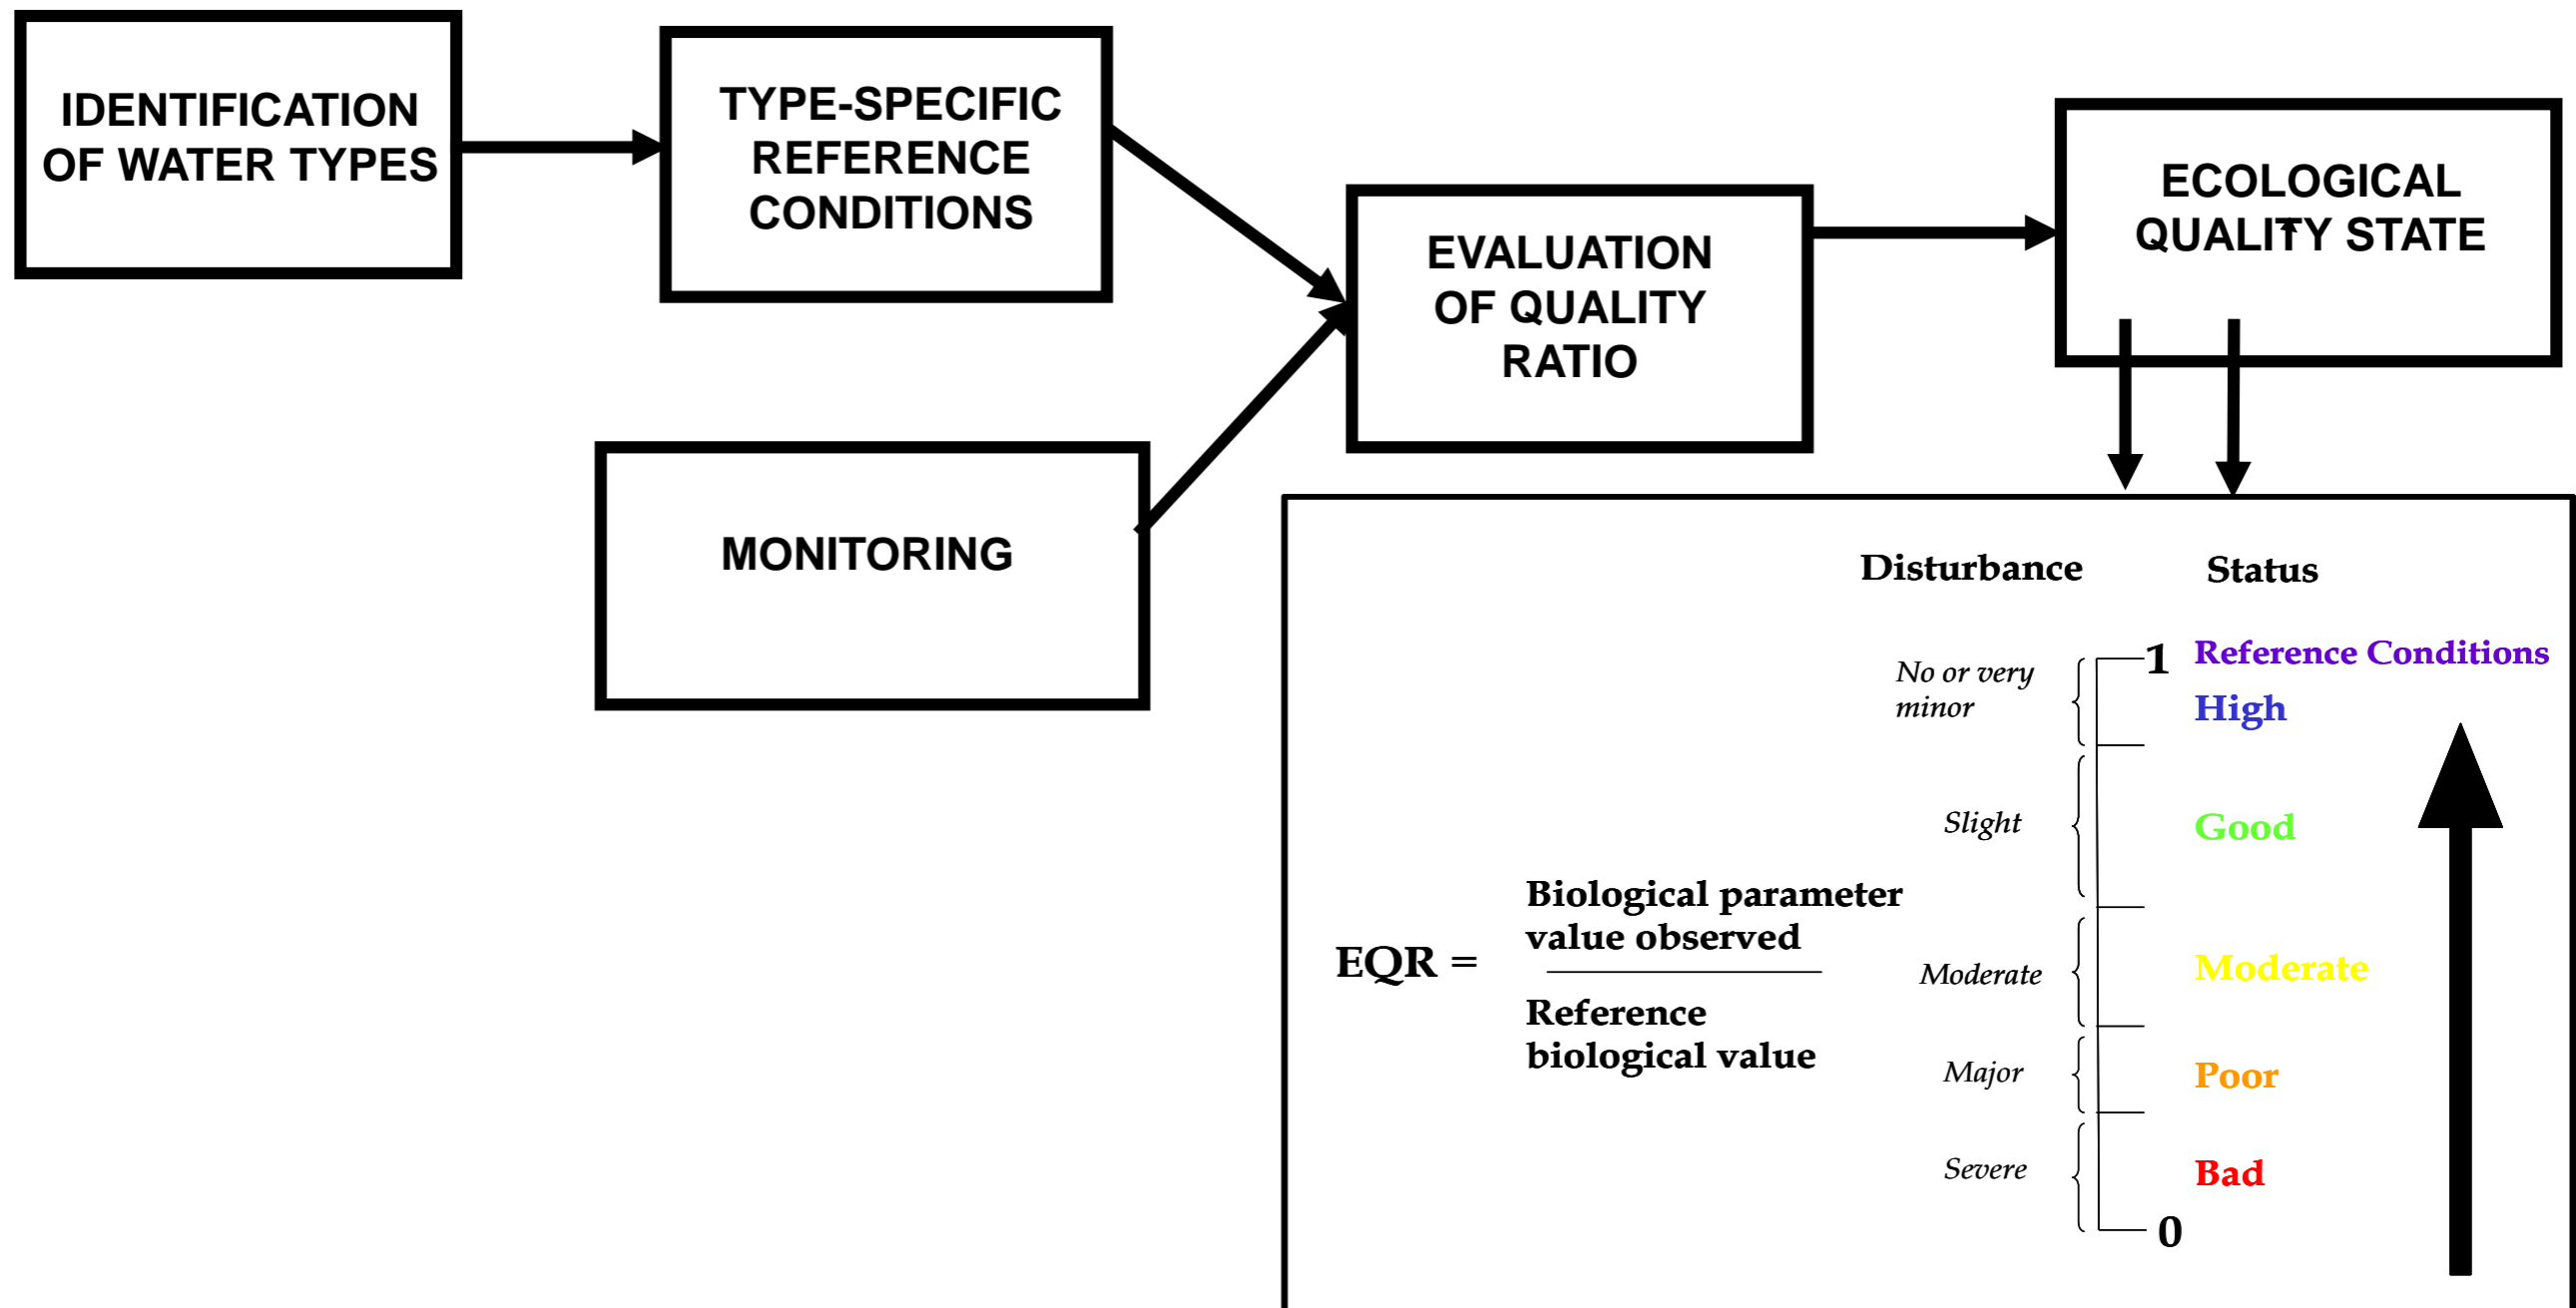 IDENTIFICATION
OF WATER TYPES
TYPE-SPECIFIC
REFERENCE
CONDITIONS
MONITORING
EVALUATION
OF QUALITY
RATIO
ECOLOGICAL
QUALITY STATE
Disturbance
Status
No or very
minor
1
Reference Conditions
High
Slight
Good
EQR =
Biological parameter
value observed
Reference
biological value
Moderate
Moderate
Major
Poor
Severe
Bad
0